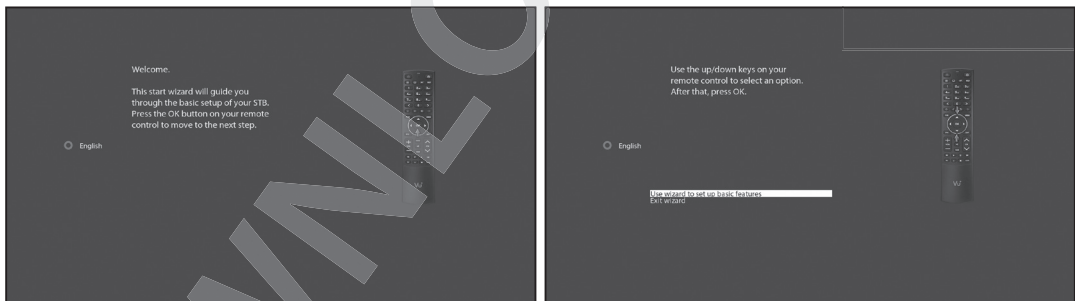 Welcome.
This start wizard will guide you
through the basic setup of your STB.
Press the OK button on your remote
control to move to the next step.
English
Use the up/down keys on your
remote control to select an option.
After that, press OK.
English
Use wizard to set up basic features
Exit wizard